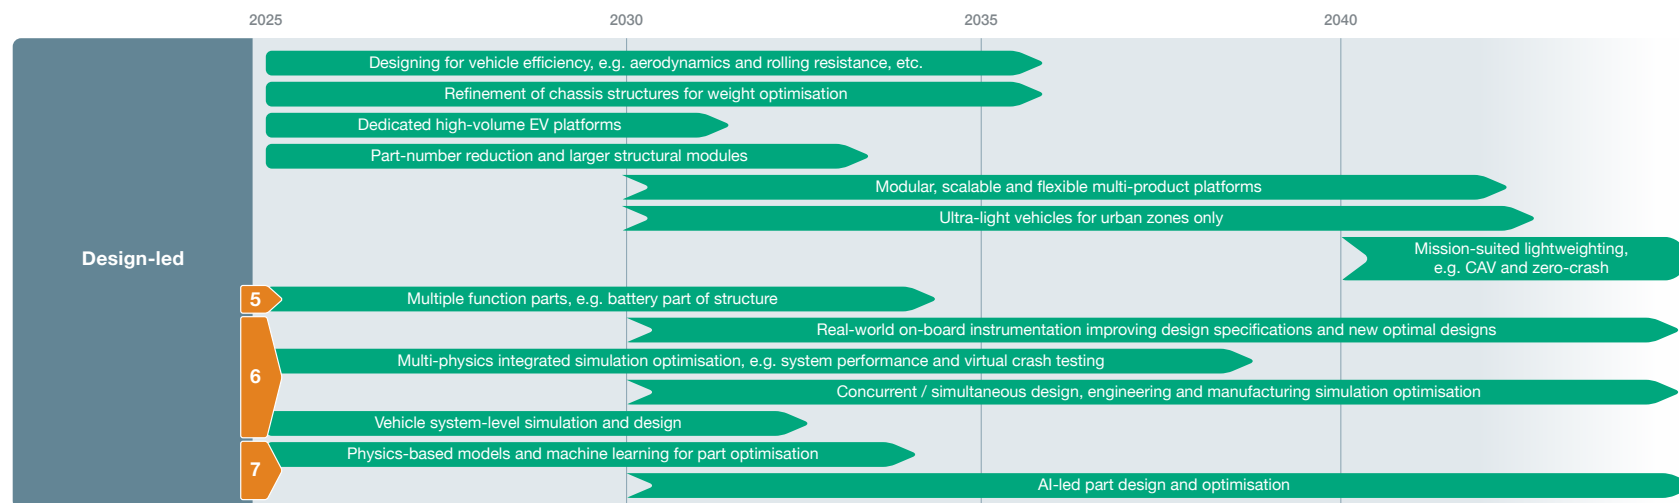 2025
2030
2035
2040
Design-led
Designing for vehicle efficiency, e.g. aerodynamics and rolling resistance, etc.
Refinement of chassis structures for weight optimisation
Dedicated high-volume EV platforms
Part-number reduction and larger structural modules
Modular, scalable and flexible multi-product platforms
Ultra-light vehicles for urban zones only
Mission-suited lightweighting,
e.g. CAV and zero-crash
5
Multiple function parts, e.g. battery part of structure
6
Real-world on-board instrumentation improving design specifications and new optimal designs
Multi-physics integrated simulation optimisation, e.g. system performance and virtual crash testing
Concurrent / simultaneous design, engineering and manufacturing simulation optimisation
Vehicle system-level simulation and design
7
Physics-based models and machine learning for part optimisation
AI-led part design and optimisation